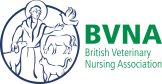 BVNA
British Veterinary
Nursing Association